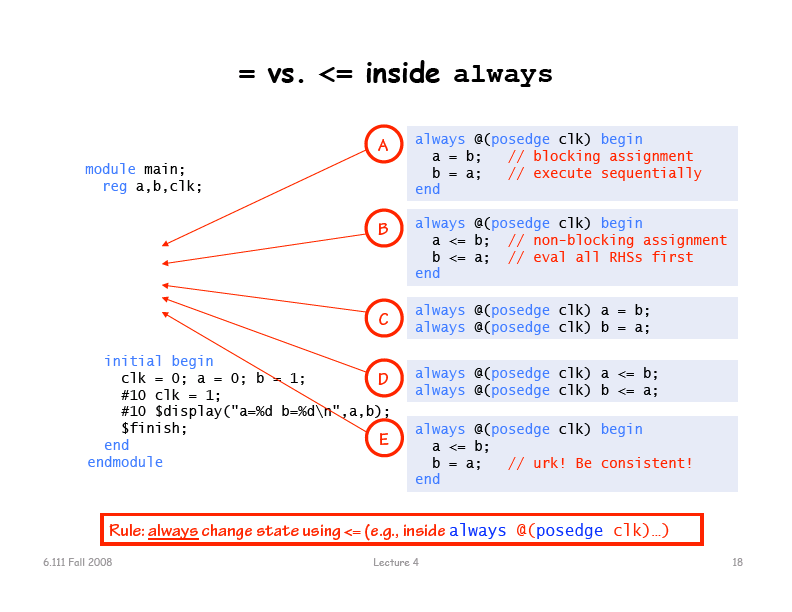 = vs. <= inside always
module main;
reg a,b,clk;
initial begin
clk = 0; a = 0; b = 1;
#10 clk = 1;
#10 $display("a=%d b=%d\n",a,b);
$finish;
end
endmodule
A
always @(posedge clk) begin
a = b;   // blocking assignment
b = a;   // execute sequentially
end
B
always @(posedge clk) begin
a <= b;  // non-blocking assignment
b <= a;  // eval all RHSs first
end
C
always @(posedge clk) a = b;
always @(posedge clk) b = a;
D
always @(posedge clk) a <= b;
always @(posedge clk) b <= a;
E
always @(posedge clk) begin
a <= b;
b = a;   // urk! Be consistent!
end
Rule: always change state using <= (e.g., inside always @(posedge clk)…)
6.111 Fall 2008
Lecture 4
18